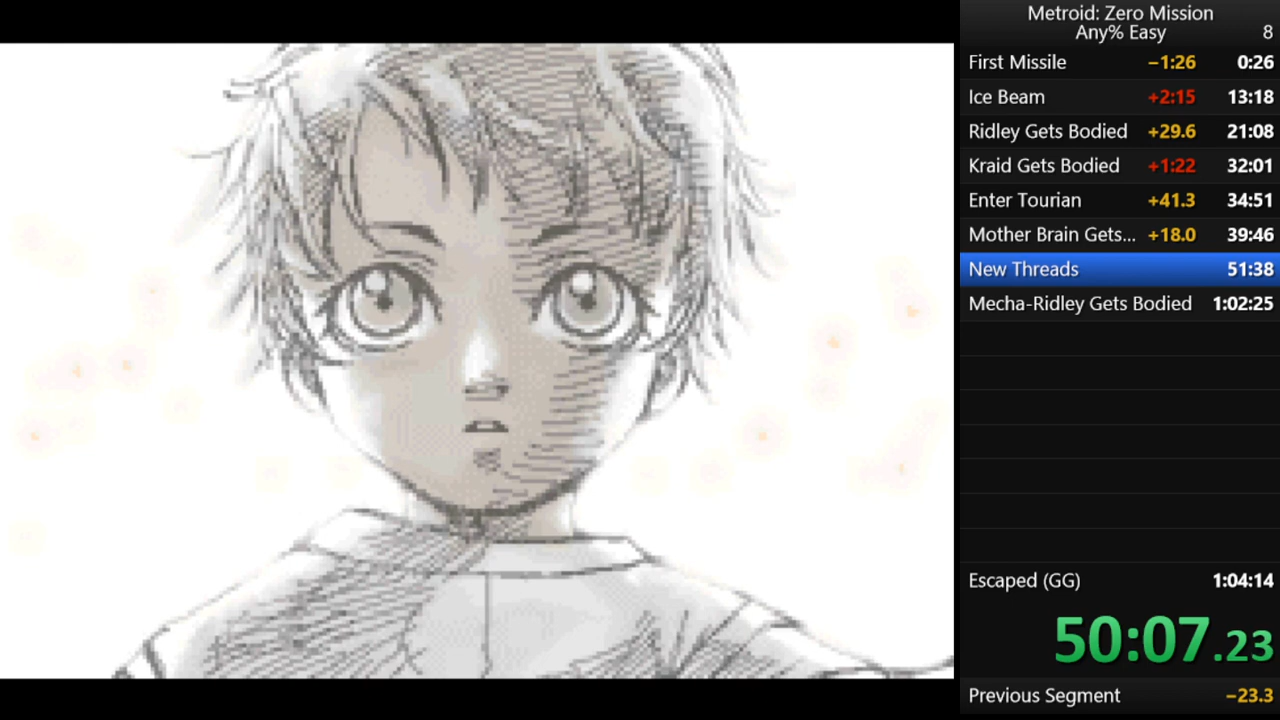 Metroid: Zero Mission
Any% Easy 8
First Missile −1:26 0:26
Ice Beam +2:15 13:18
Ridley Gets Bodied +29.6 21:08
Kraid Gets Bodied +1:22 32:01
Enter Tourian +41.3 34:51
Mother Brain Gets... +18.0 39:46
New Threads 51:38
Mecha-Ridley Gets Bodied 1:02:25
Escaped (GG) 1:04:14
50:07.23
Previous Segment −23.3